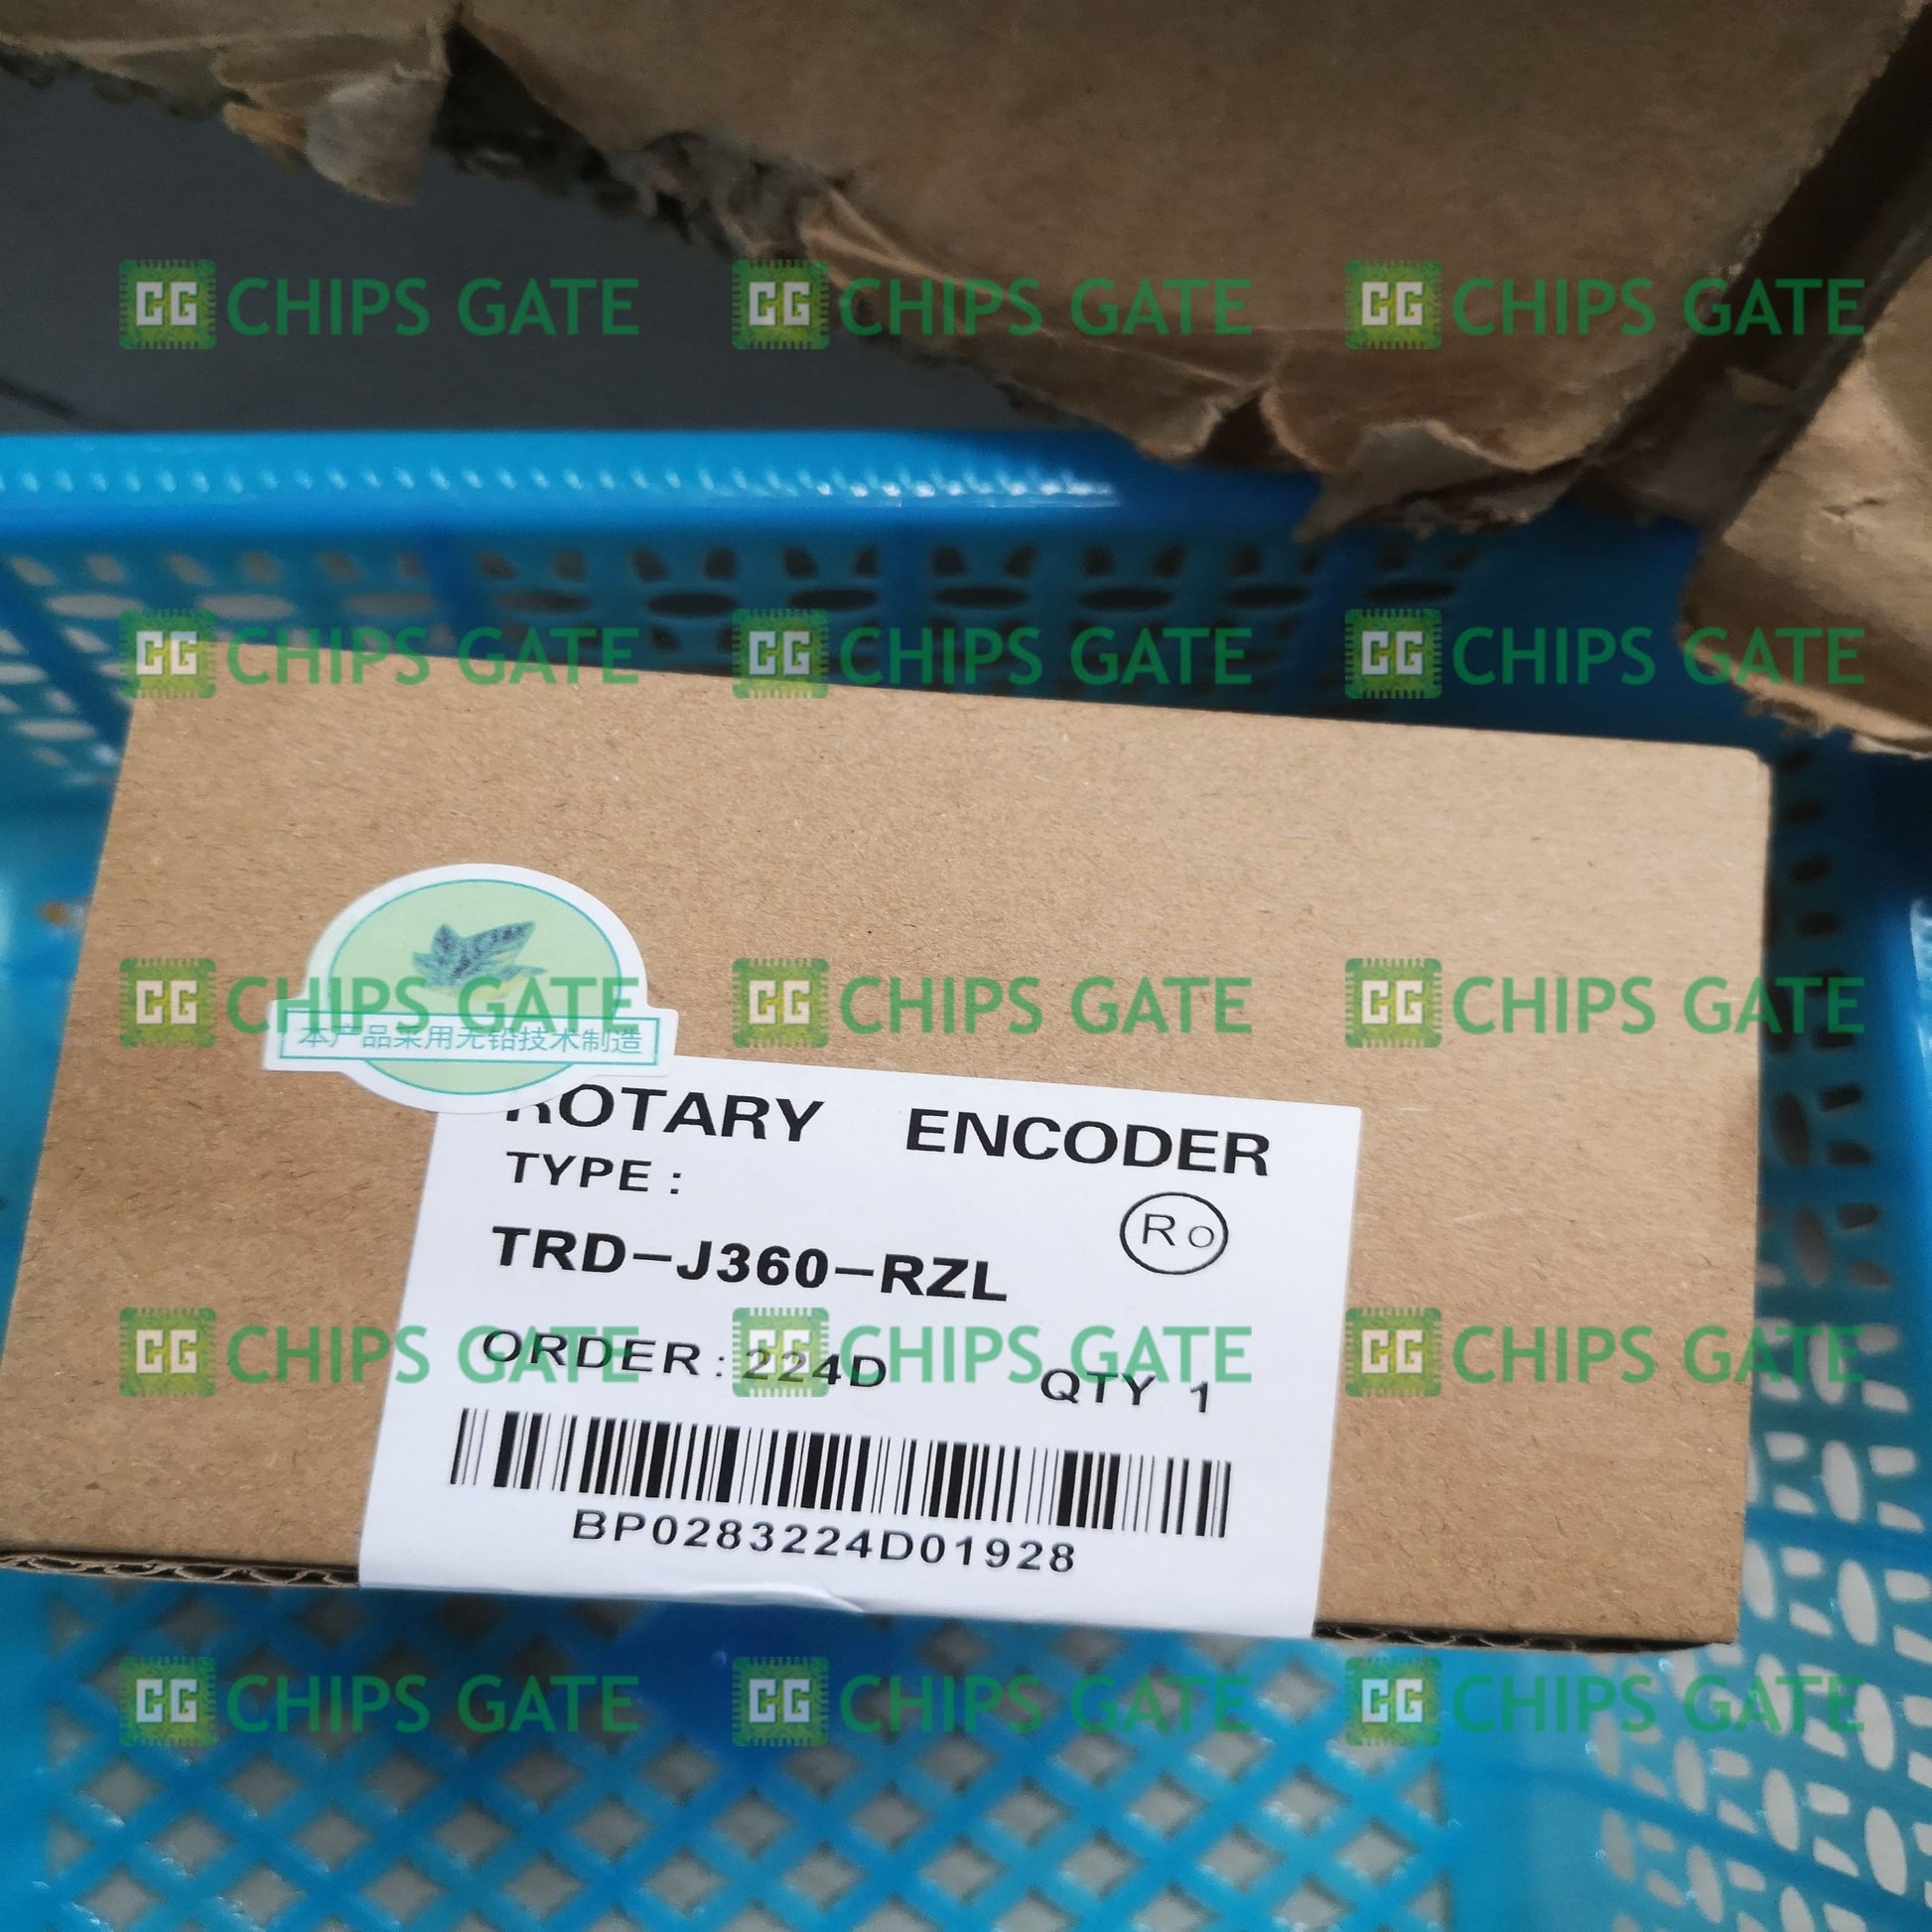 CG CHIPS GATE CG CHIPS GATE CG CHIPS GATE
CG CHIPS GATE CG CHIPS GATE CG CHIPS GATE
CG CHIPS GATE CG CHIPS GATE CG CHIPS GATE
本产品采用无铅技术制造
ROTARY ENCODER
TYPE :
Ro
TRD-J360-RZL
ORDER: 224D QTY 1
CG CHIPS GATE CG CHIPS GATE CG CHIPS GATE
BP0283224D01928
CG CHIPS GATE CG CHIPS GATE CG CHIPS GATE